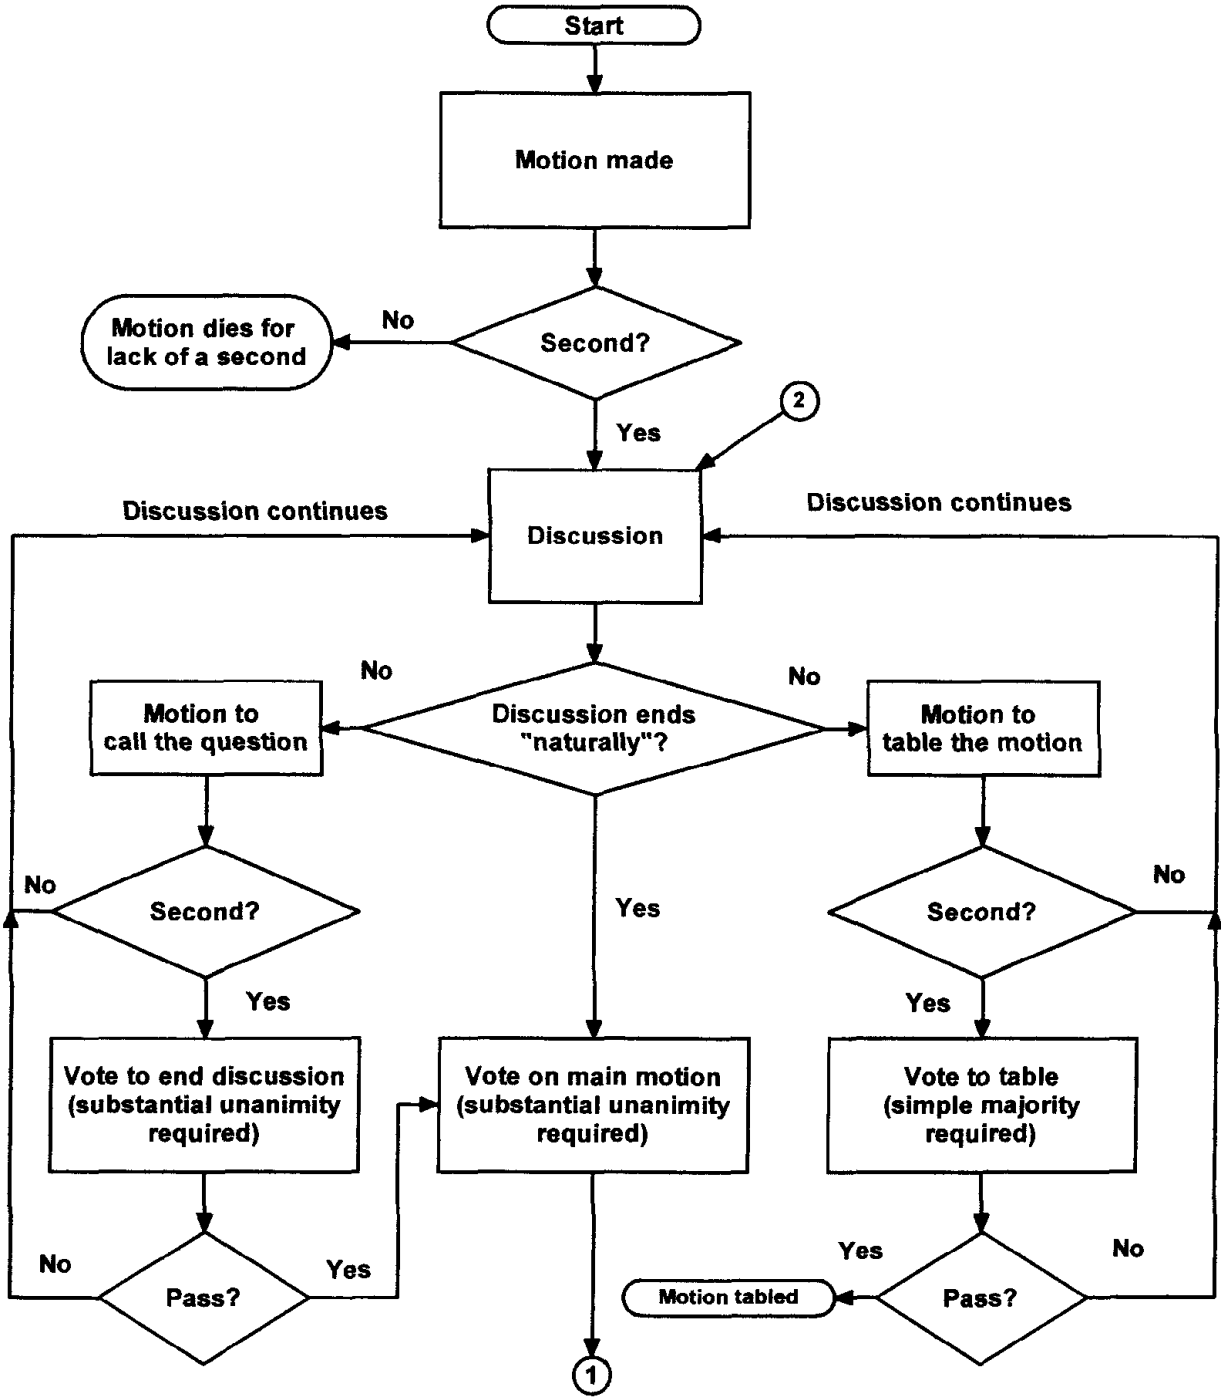 Start
Motion made
Motion dies for
lack of a second
No
Second?
2
Yes
Discussion continues
Discussion continues
Discussion
No
No
Motion to
call the question
Discussion ends
"naturally"?
Motion to
table the motion
No
Second?
Yes
Second?
No
Yes
Yes
Vote to end discussion
(substantial unanimity
required)
Vote on main motion
(substantial unanimity
required)
Vote to table
(simple majority
required)
No
Pass?
Yes
Yes
Motion tabled
Pass?
No
1